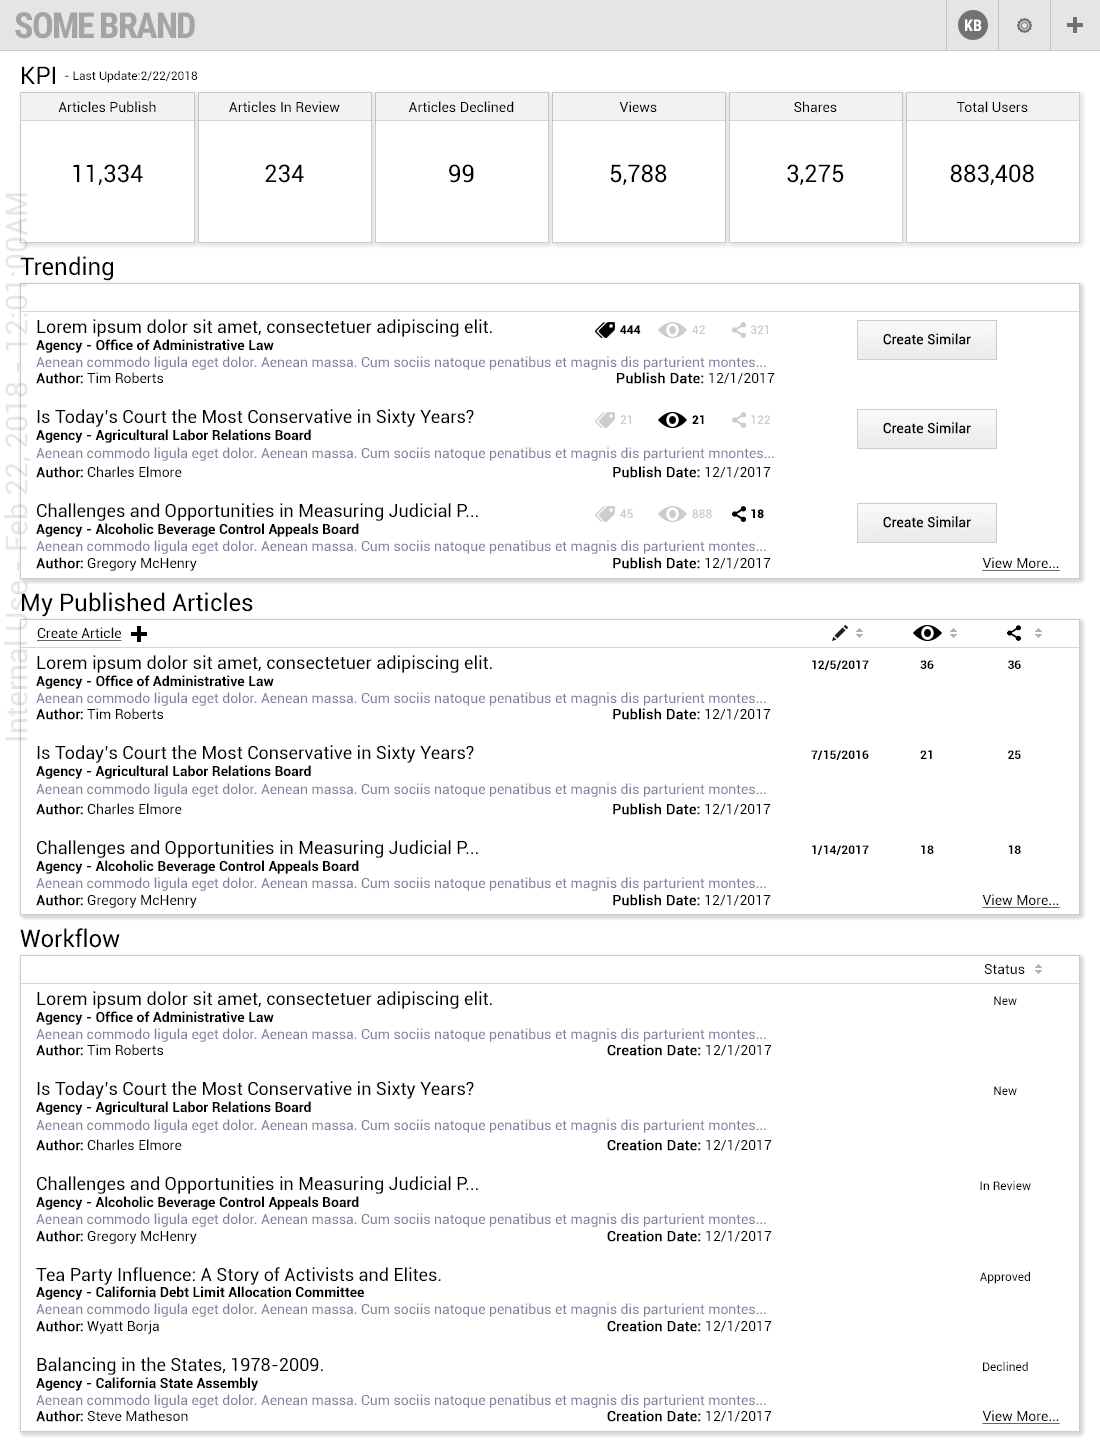 SOME BRAND
KB
KPI - Last Update:2/22/2018
Articles Publish
Articles In Review
Articles Declined
Views
Shares
Total Users
11,334
234
99
5,788
3,275
883,408
Internal Use - Feb 22, 2018 - 12:01:00AM
Trending
Lorem ipsum dolor sit amet, consectetuer adipiscing elit.
444
42
321
Create Similar
Agency - Office of Administrative Law
Aenean commodo ligula eget dolor. Aenean massa. Cum sociis natoque penatibus et magnis dis parturient montes...
Author: Tim Roberts
Publish Date: 12/1/2017
Is Today's Court the Most Conservative in Sixty Years?
21
21
122
Create Similar
Agency - Agricultural Labor Relations Board
Aenean commodo ligula eget dolor. Aenean massa. Cum sociis natoque penatibus et magnis dis parturient mnontes...
Author: Charles Elmore
Publish Date: 12/1/2017
Challenges and Opportunities in Measuring Judicial P...
45
888
18
Create Similar
Agency - Alcoholic Beverage Control Appeals Board
Aenean commodo ligula eget dolor. Aenean massa. Cum sociis natoque penatibus et magnis dis parturient montes...
Author: Gregory McHenry
Publish Date: 12/1/2017
View More...
My Published Articles
Create Article
Lorem ipsum dolor sit amet, consectetuer adipiscing elit.
12/5/2017
36
36
Agency - Office of Administrative Law
Aenean commodo ligula eget dolor. Aenean massa. Cum sociis natoque penatibus et magnis dis parturient montes...
Author: Tim Roberts
Publish Date: 12/1/2017
Is Today's Court the Most Conservative in Sixty Years?
7/15/2016
21
25
Agency - Agricultural Labor Relations Board
Aenean commodo ligula eget dolor. Aenean massa. Cum sociis natoque penatibus et magnis dis parturient montes...
Author: Charles Elmore
Publish Date: 12/1/2017
Challenges and Opportunities in Measuring Judicial P...
1/14/2017
18
18
Agency - Alcoholic Beverage Control Appeals Board
Aenean commodo ligula eget dolor. Aenean massa. Cum sociis natoque penatibus et magnis dis parturient montes...
Author: Gregory McHenry
Publish Date: 12/1/2017
View More...
Workflow
Status
Lorem ipsum dolor sit amet, consectetuer adipiscing elit.
New
Agency - Office of Administrative Law
Aenean commodo ligula eget dolor. Aenean massa. Cum sociis natoque penatibus et magnis dis parturient montes...
Author: Tim Roberts
Creation Date: 12/1/2017
Is Today's Court the Most Conservative in Sixty Years?
New
Agency - Agricultural Labor Relations Board
Aenean commodo ligula eget dolor. Aenean massa. Cum sociis natoque penatibus et magnis dis parturient montes...
Author: Charles Elmore
Creation Date: 12/1/2017
Challenges and Opportunities in Measuring Judicial P...
In Review
Agency - Alcoholic Beverage Control Appeals Board
Aenean commodo ligula eget dolor. Aenean massa. Cum sociis natoque penatibus et magnis dis parturient montes...
Author: Gregory McHenry
Creation Date: 12/1/2017
Tea Party Influence: A Story of Activists and Elites.
Approved
Agency - California Debt Limit Allocation Committee
Aenean commodo ligula eget dolor. Aenean massa. Cum sociis natoque penatibus et magnis dis parturient montes...
Author: Wyatt Borja
Creation Date: 12/1/2017
Balancing in the States, 1978-2009.
Declined
Agency - California State Assembly
Aenean commodo ligula eget dolor. Aenean massa. Cum sociis natoque penatibus et magnis dis parturient montes...
Author: Steve Matheson
Creation Date: 12/1/2017
View More...